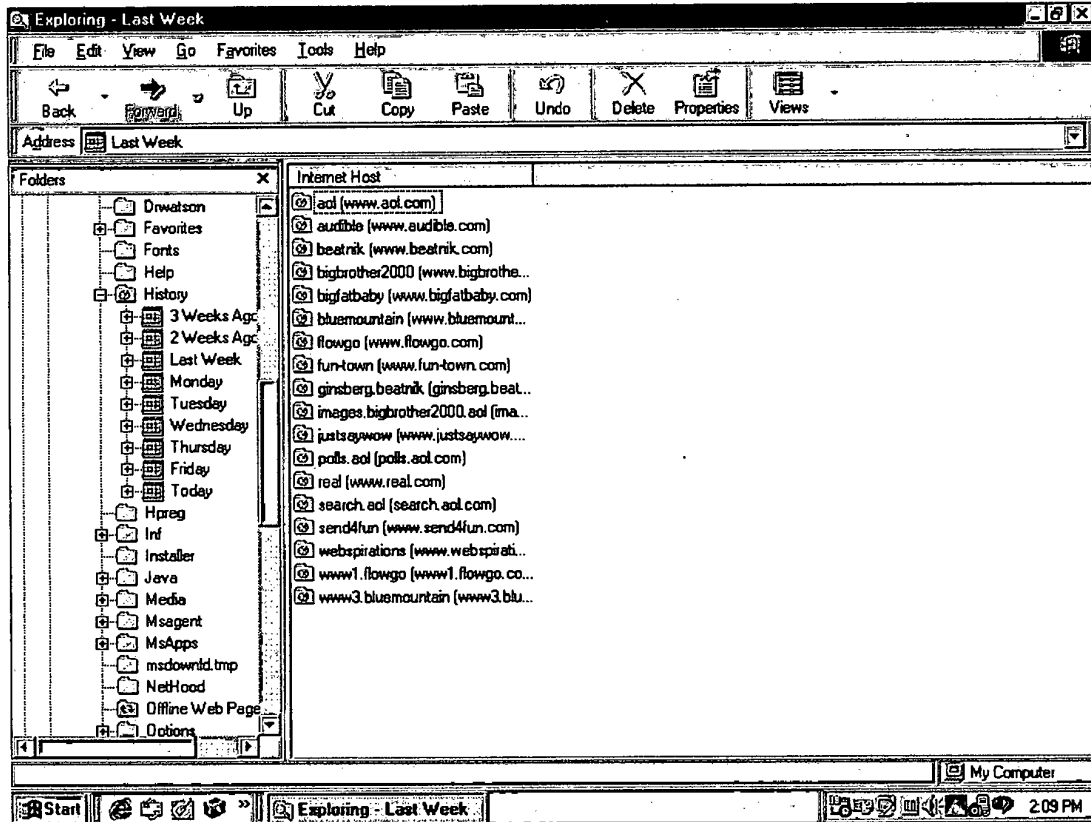 Exploring - Last Week
File Edit View Go Favorites Tools Help
Back Forward Up Cut Copy Paste Undo Delete Properties Views
Address Last Week
Folders
Drwatson
Favorites
Fonts
Help
History
3 Weeks Ago
2 Weeks Ago
Last Week
Monday
Tuesday
Wednesday
Thursday
Friday
Today
Hpreg
Inf
Installer
Java
Media
Msagent
MsApps
msdownld.tmp
NetHood
Offline Web Page
Options
Internet Host
aol (www.aol.com)
audible (www.audible.com)
beatnik (www.beatnik.com)
bigbrother2000 (www.bigbrothe...
bigfatbaby (www.bigfatbaby.com)
bluemountain (www.bluemount...
flowgo (www.flowgo.com)
fun-town (www.fun-town.com)
ginsberg.beatnik (ginsberg.beat...
images.bigbrother2000.aol (ima...
justsaywow (www.justsaywow....
polls.aol (polls.aol.com)
real (www.real.com)
search.aol (search.aol.com)
send4fun (www.send4fun.com)
webspirations (www.webspirati...
www1.flowgo (www1.flowgo.co...
www3.bluemountain (www3.blu...
My Computer
Start Exploring - Last Week 2:09 PM